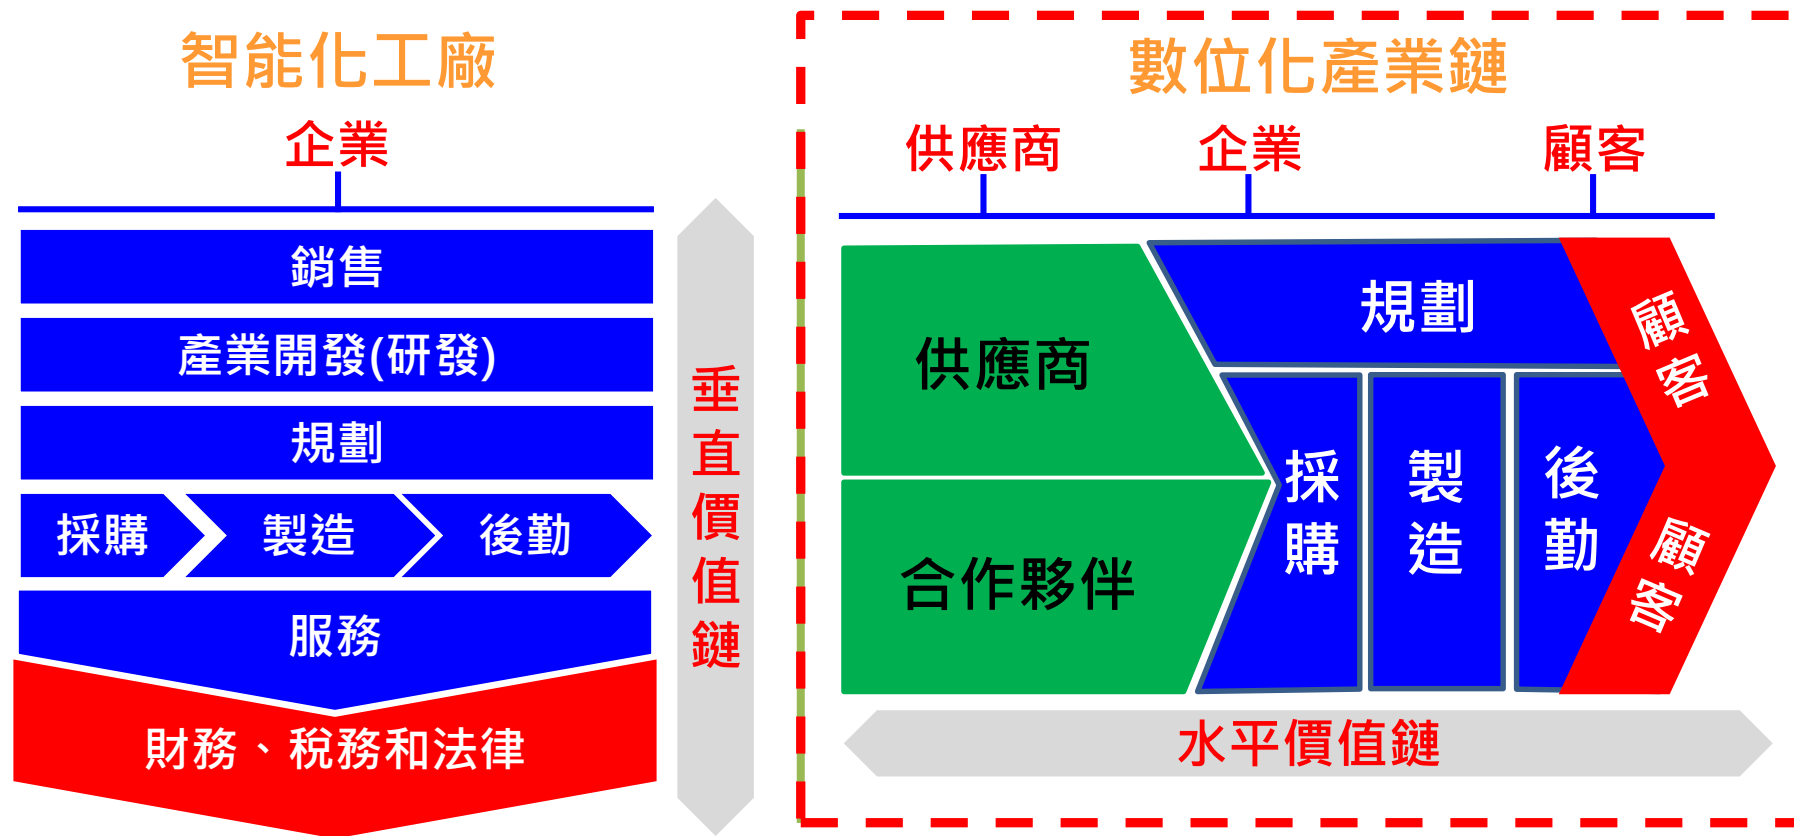 智能化工廠
企業
銷售
產業開發(研發)
規劃
採購
製造
後勤
服務
財務、稅務和法律
垂直價值鏈
數位化產業鏈
供應商
企業
顧客
供應商
合作夥伴
規劃
採購
製造
後勤
顧客
顧客
水平價值鏈